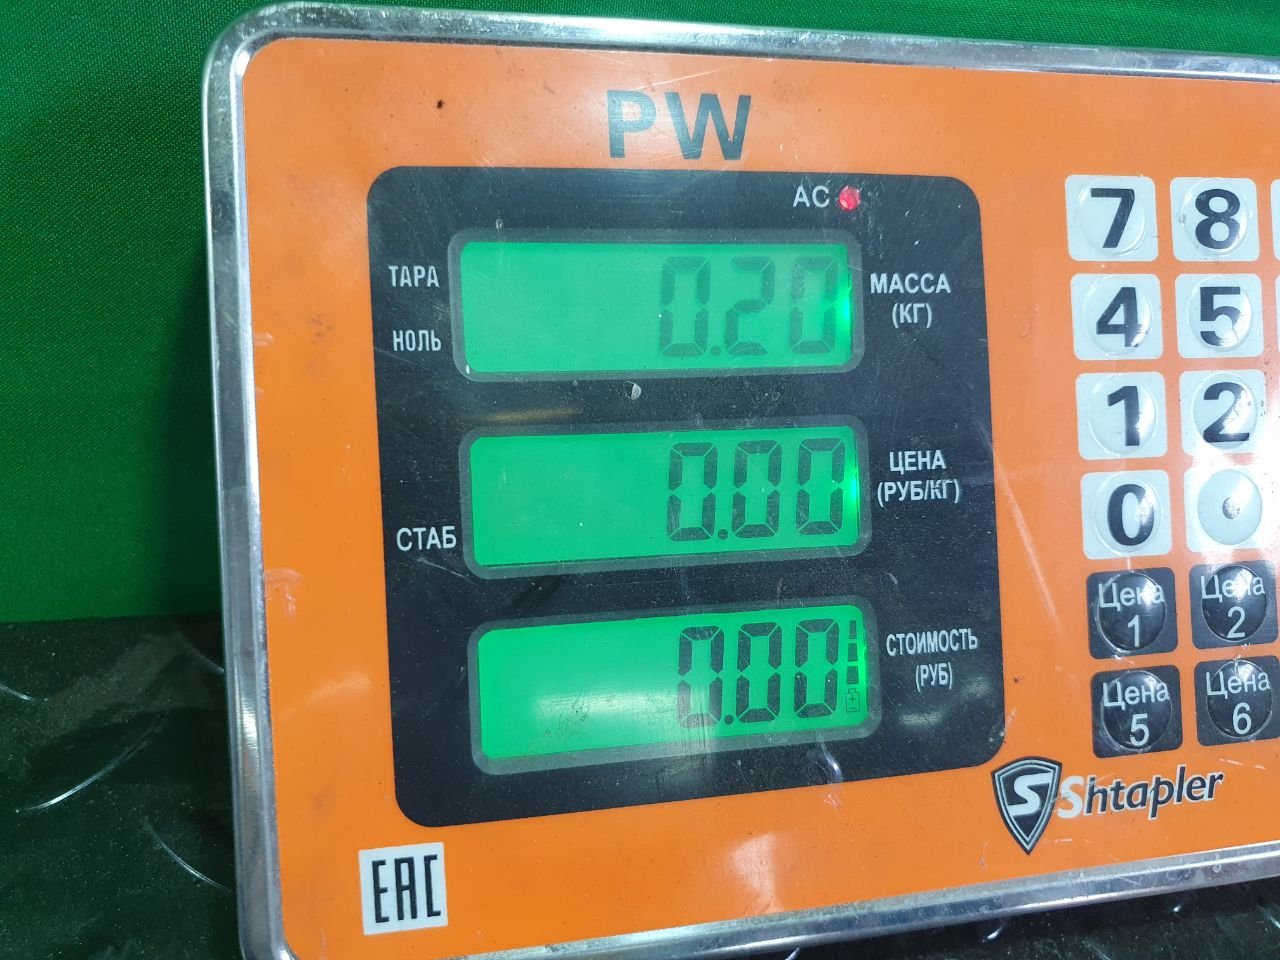 PW
AC
ТАРА
НОЛЬ
0.20
МАССА
(КГ)
СТАБ
0.00
ЦЕНА
(РУБ/КГ)
0.00
СТОИМОСТЬ
(РУБ)
7 8
4 5
1 2
0 .
Цена 1
Цена 2
Цена 5
Цена 6
S Shtapler
EAC